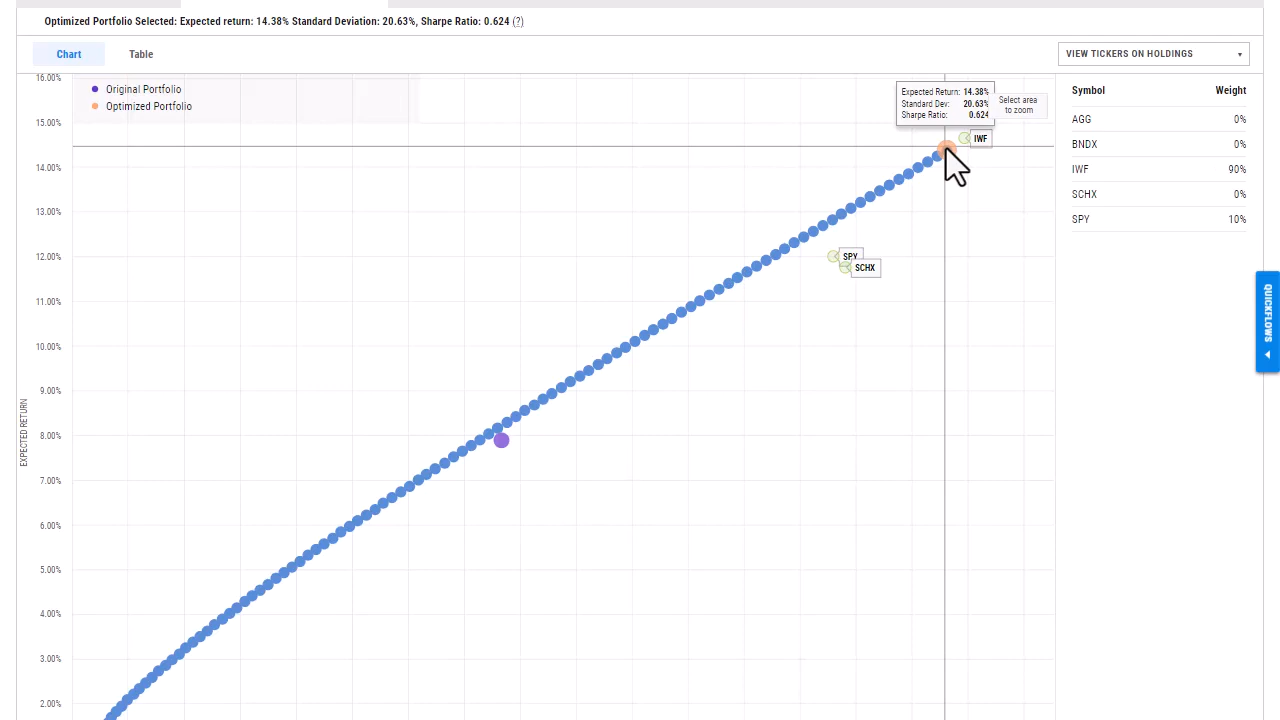 Optimized Portfolio Selected: Expected return: 14.38% Standard Deviation: 20.63%, Sharpe Ratio: 0.624 (?)
Chart
Table
VIEW TICKERS ON HOLDINGS
Original Portfolio
Optimized Portfolio
Expected Return: 14.38%
Standard Dev: 20.63%
Sharpe Ratio: 0.624
Select area
to zoom
IWF
SPY
SCHX
EXPECTED RETURN
16.00%
15.00%
14.00%
13.00%
12.00%
11.00%
10.00%
9.00%
8.00%
7.00%
6.00%
5.00%
4.00%
3.00%
2.00%
Symbol Weight
AGG 0%
BNDX 0%
IWF 90%
SCHX 0%
SPY 10%
QUICKFLOWS